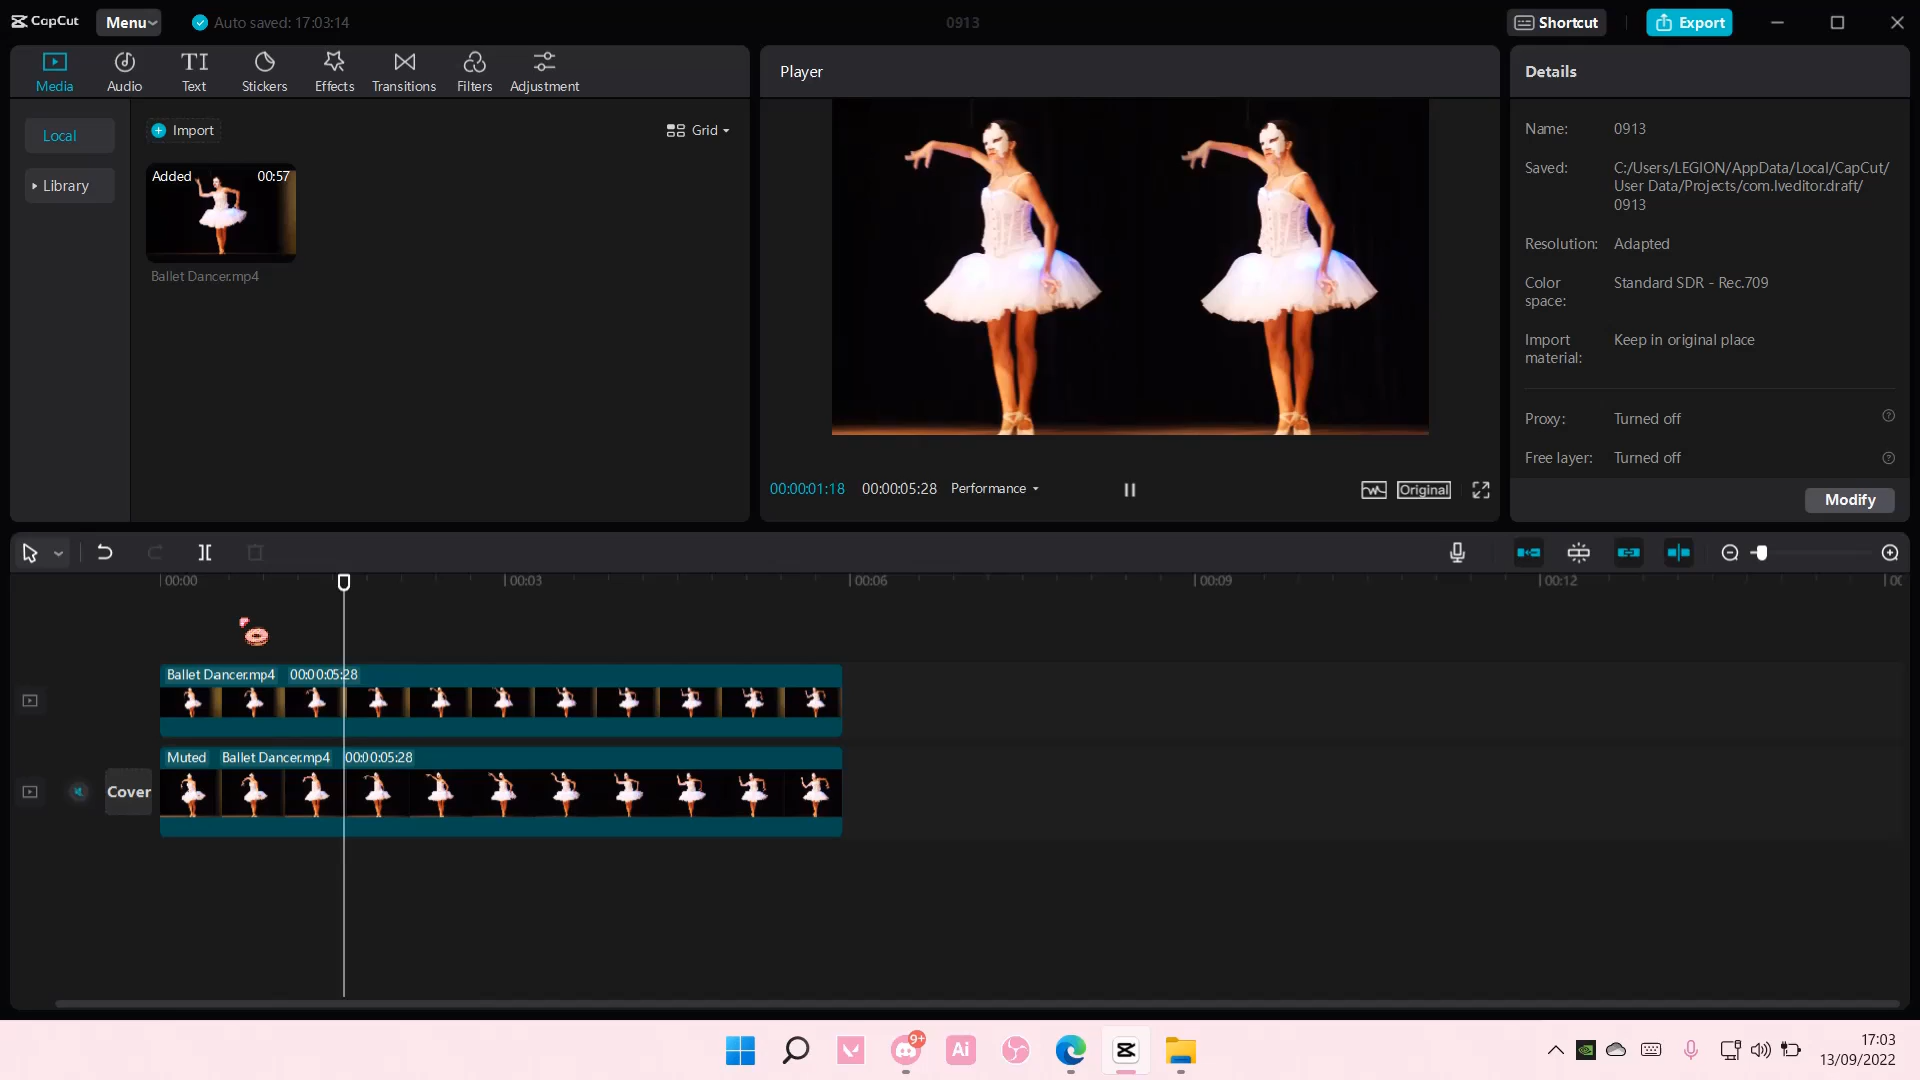 CapCut Menu Auto saved: 17:03:14 0913 Shortcut Export
Media Audio Text Stickers Effects Transitions Filters Adjustment
Local
Library
Import
Grid
Added 00:57
Ballet Dancer.mp4
Player
00:00:01:18 00:00:05:28 Performance
Original
Details
Name: 0913
Saved: C:/Users/LEGION/AppData/Local/CapCut/
User Data/Projects/com.lveditor.draft/
0913
Resolution: Adapted
Color Standard SDR - Rec.709
space:
Import Keep in original place
material:
Proxy: Turned off
Free layer: Turned off
Modify
00:00 00:03 00:06 00:09 00:12
Ballet Dancer.mp4 00:00:05:28
Muted Ballet Dancer.mp4 00:00:05:28
Cover
9+
Ai
17:03
13/09/2022